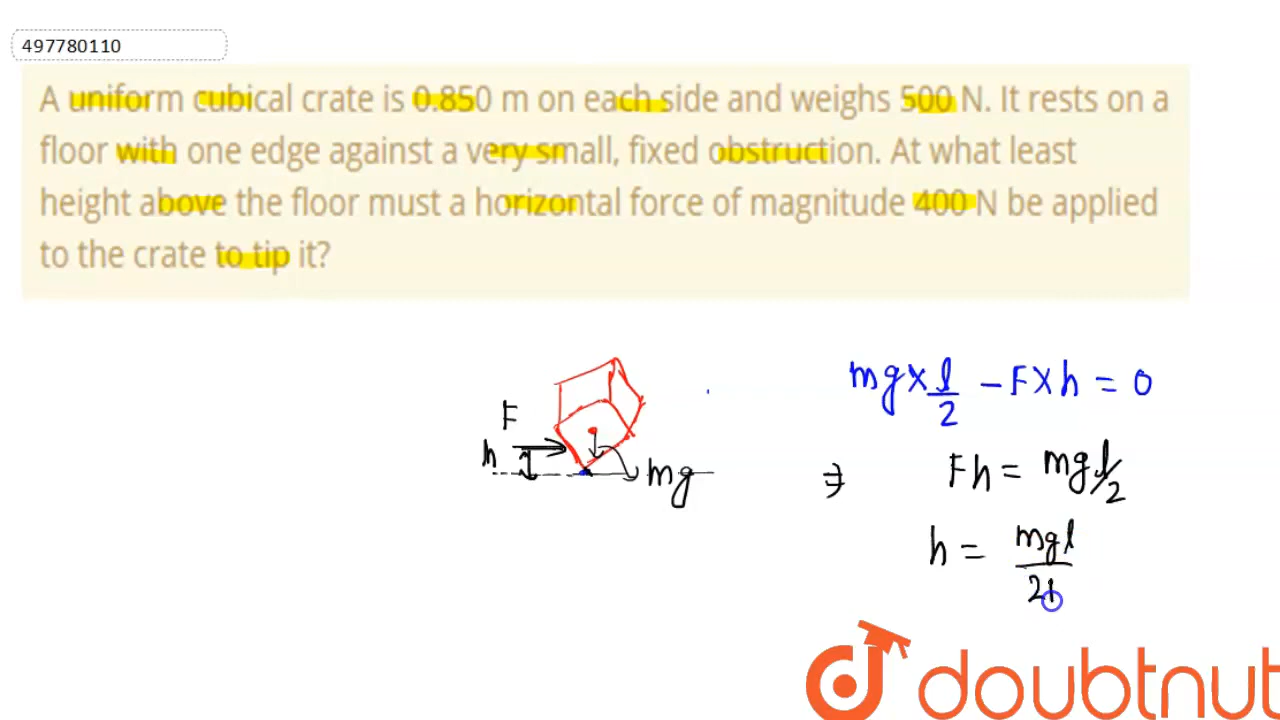 497780110
A uniform cubical crate is 0.850 m on each side and weighs 500 N. It rests on a
floor with one edge against a very small, fixed obstruction. At what least
height above the floor must a horizontal force of magnitude 400 N be applied
to the crate to tip it?
F
h
mg
mg × l/2 − F × h = 0
⇒ Fh = mg l/2
h = mgl/2
doubtnut